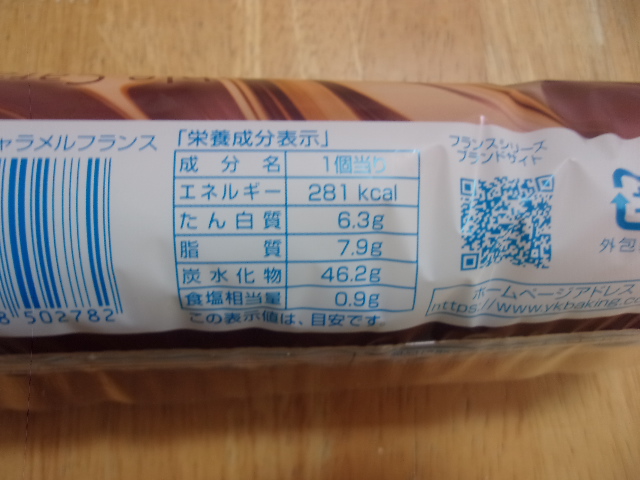 ャラメルフランス
「栄養成分表示」
成分名 1個当り
エネルギー 281 kcal
たん白質 6.3g
脂質 7.9g
炭水化物 46.2g
食塩相当量 0.9g
この表示値は、目安です。
8 502782
フランスシリーズ
ブランドサイト
外包
ホームページアドレス
https://www.ykbaking.c